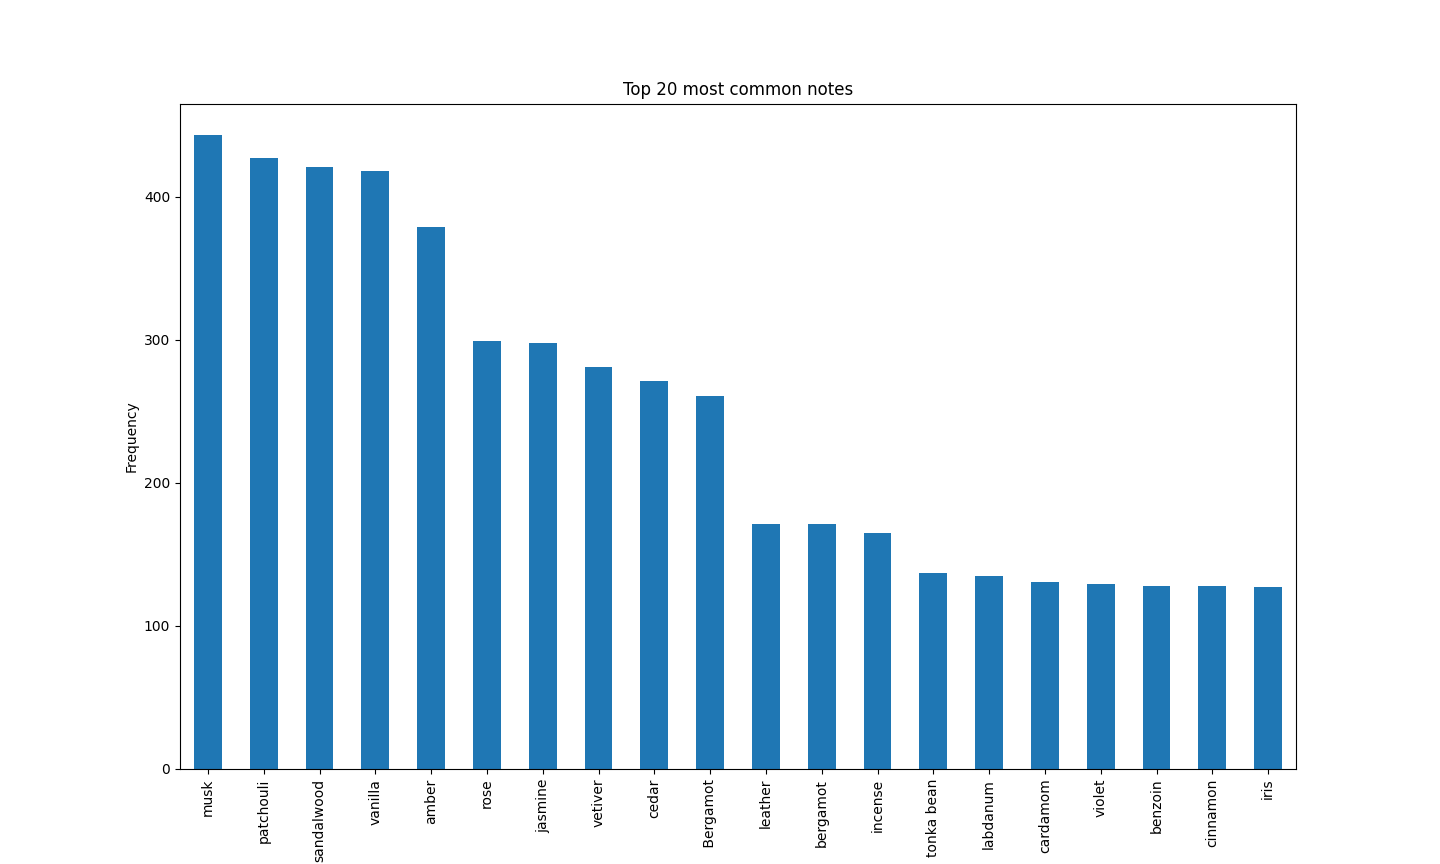 Top 20 most common notes
Frequency
400
300
200
100
0
musk
patchouli
sandalwood
vanilla
amber
rose
jasmine
vetiver
cedar
Bergamot
leather
bergamot
incense
tonka bean
labdanum
cardamom
violet
benzoin
cinnamon
iris